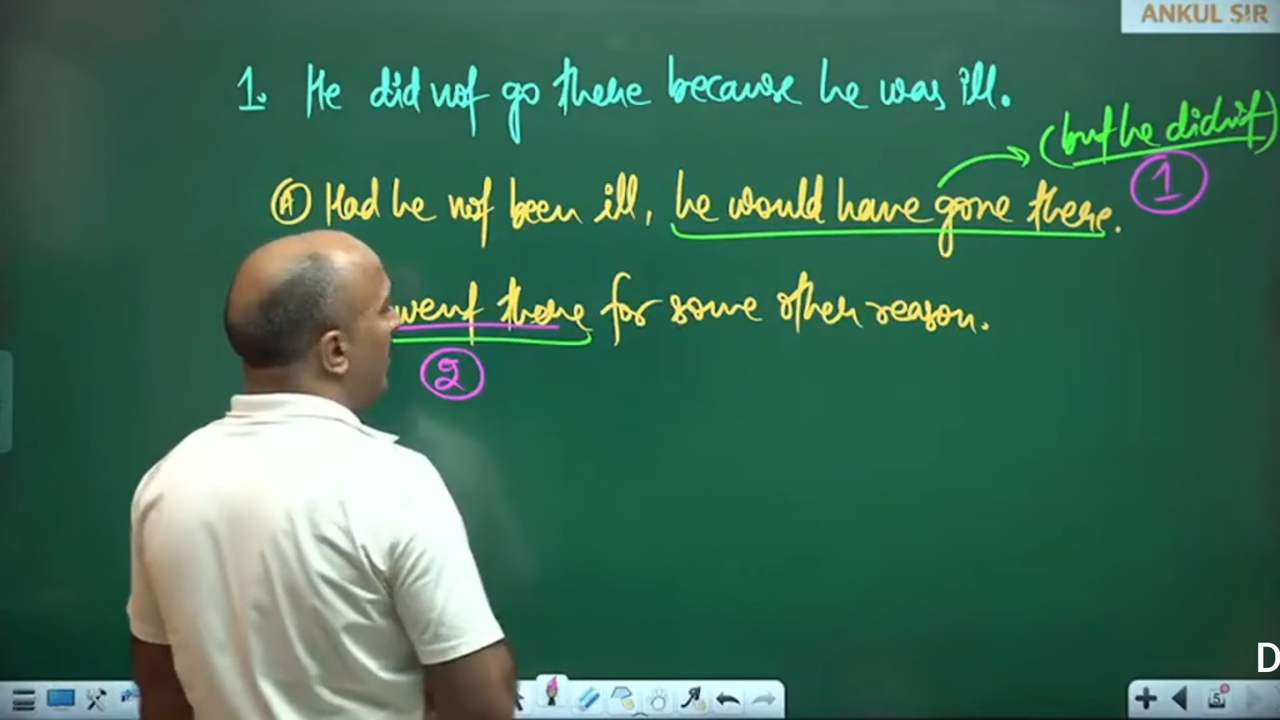 ANKUL SIR
1. He did not go there because he was ill.
(but he didn't)
1
(A) Had he not been ill, he would have gone there.
went there for some other reason.
2
D
5